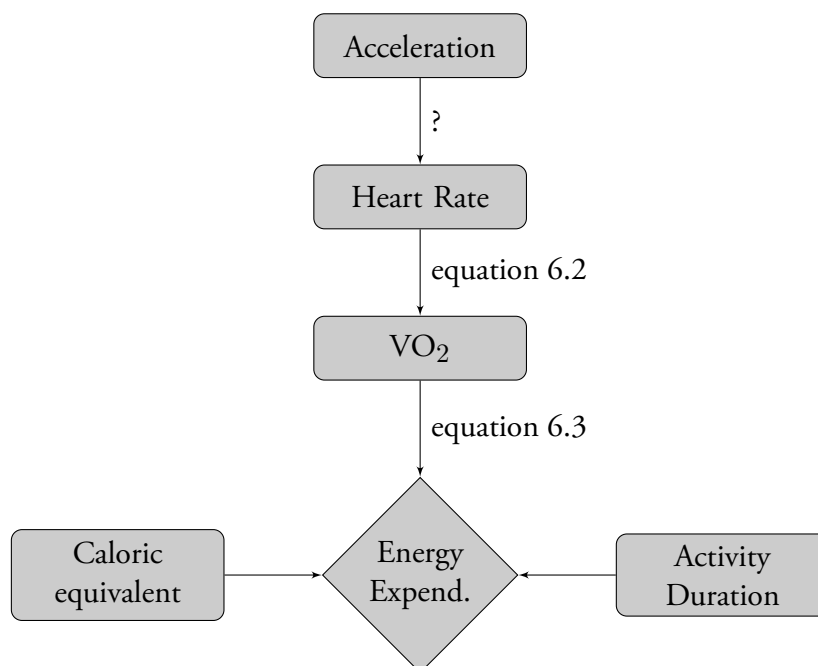 Acceleration
?
Heart Rate
equation 6.2
VO₂
equation 6.3
Caloric
equivalent
Energy
Expend.
Activity
Duration